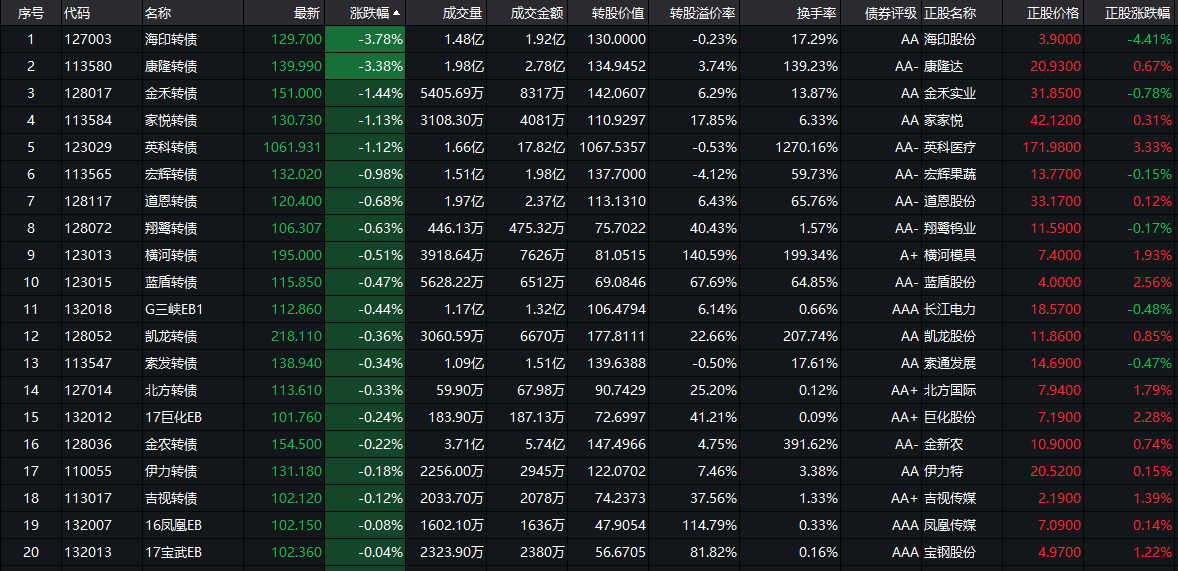 序号 代码 名称 最新 涨跌幅 成交量 成交金额 转股价值 转股溢价率 换手率 债券评级 正股名称 正股价格 正股涨跌幅
1 127003 海印转债 129.700 -3.78% 1.48亿 1.92亿 130.0000 -0.23% 17.29% AA 海印股份 3.9000 -4.41%
2 113580 康隆转债 139.990 -3.38% 1.98亿 2.78亿 134.9452 3.74% 139.23% AA- 康隆达 20.9300 0.67%
3 128017 金禾转债 151.000 -1.44% 5405.69万 8317万 142.0607 6.29% 13.87% AA 金禾实业 31.8500 -0.78%
4 113584 家悦转债 130.730 -1.13% 3108.30万 4081万 110.9297 17.85% 6.33% AA 家家悦 42.1200 0.31%
5 123029 英科转债 1061.931 -1.12% 1.66亿 17.82亿 1067.5357 -0.53% 1270.16% AA- 英科医疗 171.9800 3.33%
6 113565 宏辉转债 132.020 -0.98% 1.51亿 1.98亿 137.7000 -4.12% 59.73% AA- 宏辉果蔬 13.7700 -0.15%
7 128117 道恩转债 120.400 -0.68% 1.97亿 2.37亿 113.1310 6.43% 65.76% AA- 道恩股份 33.1700 0.12%
8 128072 翔鹭转债 106.307 -0.63% 446.13万 475.32万 75.7022 40.43% 1.57% AA- 翔鹭钨业 11.5900 -0.17%
9 123013 横河转债 195.000 -0.51% 3918.64万 7626万 81.0515 140.59% 199.34% A+ 横河模具 7.4000 1.93%
10 123015 蓝盾转债 115.850 -0.47% 5628.22万 6512万 69.0846 67.69% 64.85% AA- 蓝盾股份 4.0000 2.56%
11 132018 G三峡EB1 112.860 -0.44% 1.17亿 1.32亿 106.4794 6.14% 0.66% AAA 长江电力 18.5700 -0.48%
12 128052 凯龙转债 218.110 -0.36% 3060.59万 6670万 177.8111 22.66% 207.74% AA 凯龙股份 11.8600 0.85%
13 113547 索发转债 138.940 -0.34% 1.09亿 1.51亿 139.6388 -0.50% 17.61% AA 索通发展 14.6900 -0.47%
14 127014 北方转债 113.610 -0.33% 59.90万 67.98万 90.7429 25.20% 0.12% AA+ 北方国际 7.9400 1.79%
15 132012 17巨化EB 101.760 -0.24% 183.90万 187.13万 72.6997 41.21% 0.09% AA+ 巨化股份 7.1900 2.28%
16 128036 金农转债 154.500 -0.22% 3.71亿 5.74亿 147.4966 4.75% 391.62% AA- 金新农 10.9000 0.74%
17 110055 伊力转债 131.180 -0.18% 2256.00万 2945万 122.0702 7.46% 3.38% AA 伊力特 20.5200 0.15%
18 113017 吉视转债 102.120 -0.12% 2033.70万 2078万 74.2373 37.56% 1.33% AA+ 吉视传媒 2.1900 1.39%
19 132007 16凤凰EB 102.150 -0.08% 1602.10万 1636万 47.9054 114.79% 0.33% AAA 凤凰传媒 7.0900 0.14%
20 132013 17宝武EB 102.360 -0.04% 2323.90万 2380万 56.6705 81.82% 0.16% AAA 宝钢股份 4.9700 1.22%